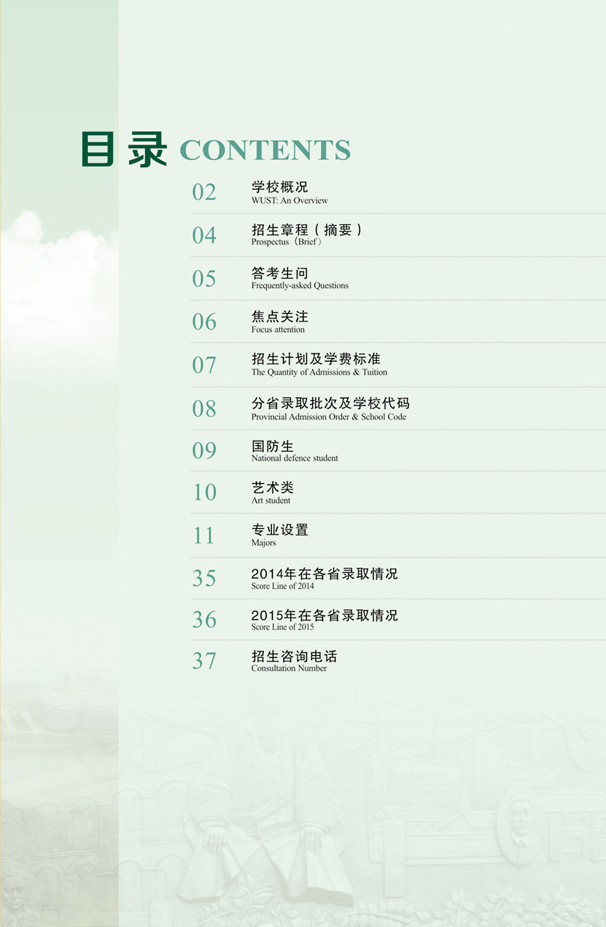 目录 CONTENTS
02 学校概况
WUST: An Overview
04 招生章程（摘要）
Prospectus（Brief）
05 答考生问
Frequently-asked Questions
06 焦点关注
Focus attention
07 招生计划及学费标准
The Quantity of Admissions & Tuition
08 分省录取批次及学校代码
Provincial Admission Order & School Code
09 国防生
National defence student
10 艺术类
Art student
11 专业设置
Majors
35 2014年在各省录取情况
Score Line of 2014
36 2015年在各省录取情况
Score Line of 2015
37 招生咨询电话
Consultation Number